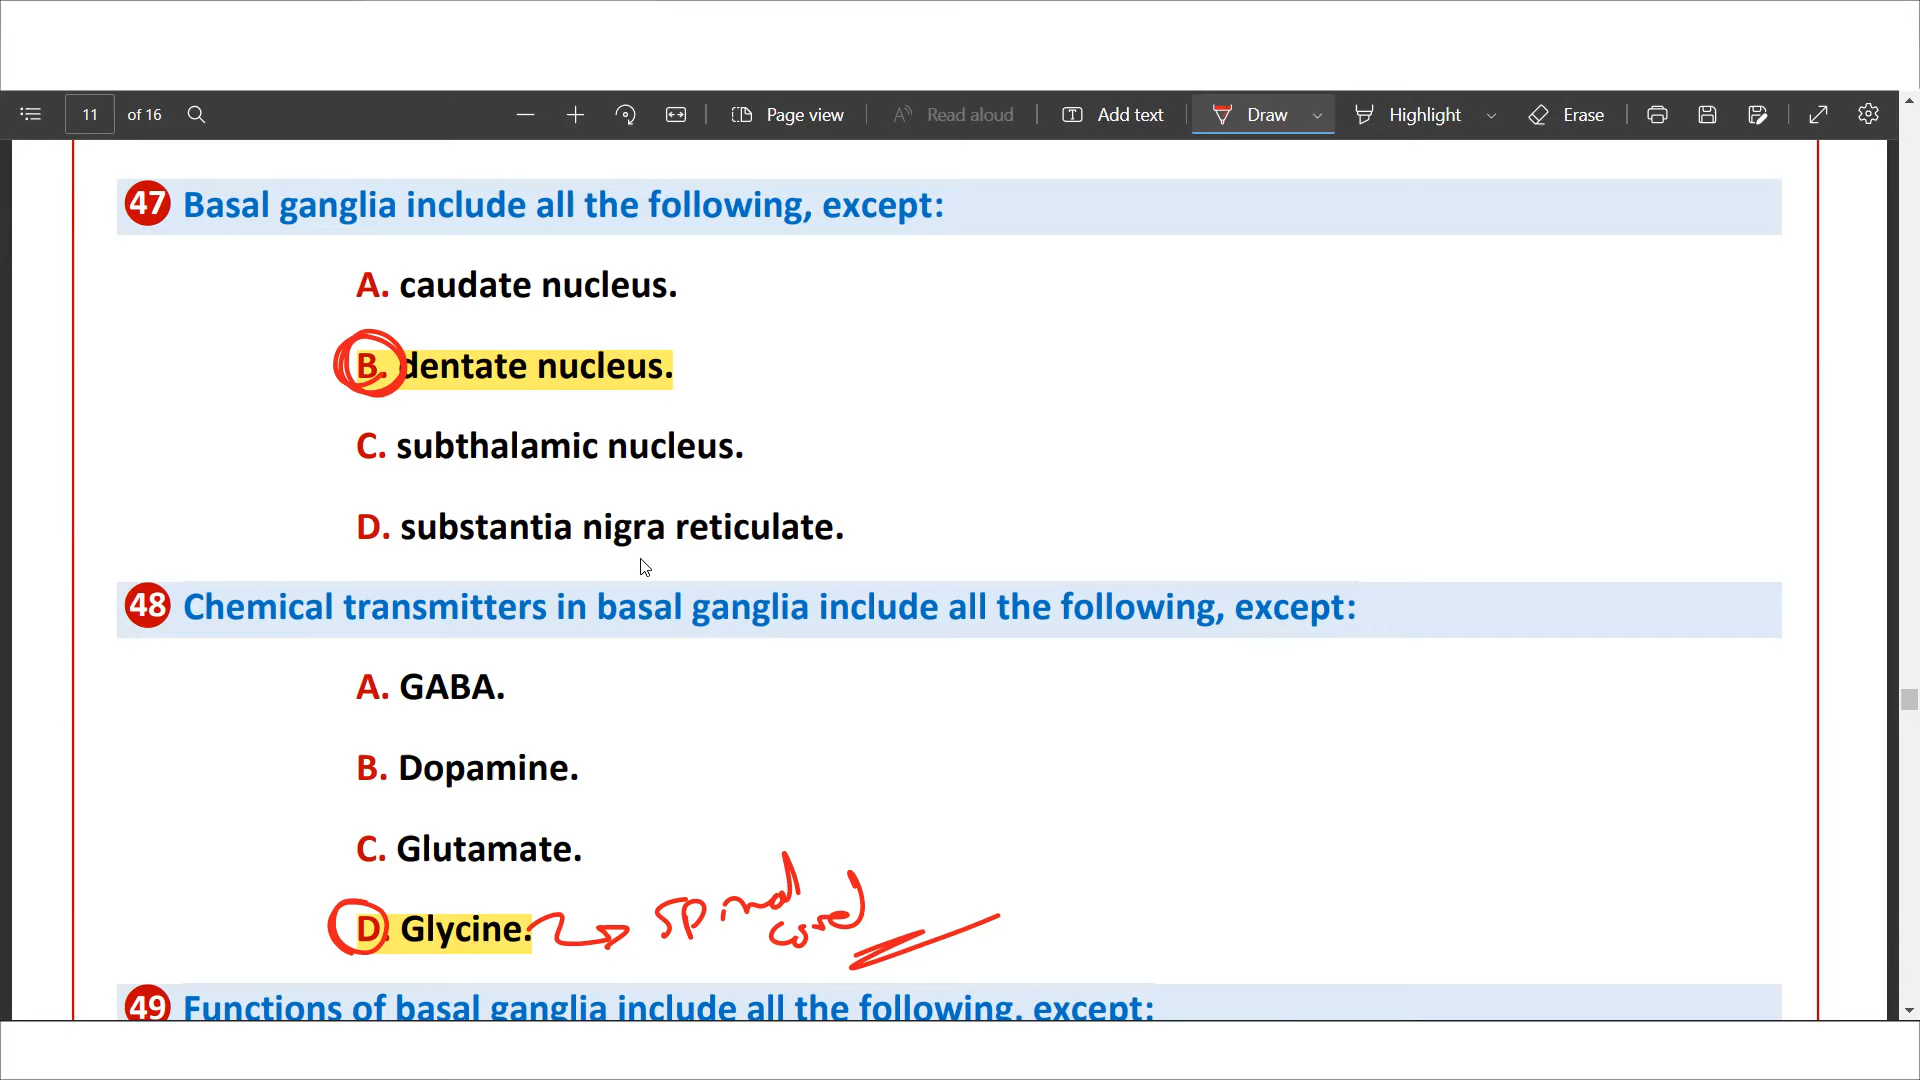 11 of 16 Page view Read aloud Add text Draw Highlight Erase
47 Basal ganglia include all the following, except:
A. caudate nucleus.
B. dentate nucleus.
C. subthalamic nucleus.
D. substantia nigra reticulate.
48 Chemical transmitters in basal ganglia include all the following, except:
A. GABA.
B. Dopamine.
C. Glutamate.
D. Glycine. spinal
cord
49 Functions of basal ganglia include all the following, except: